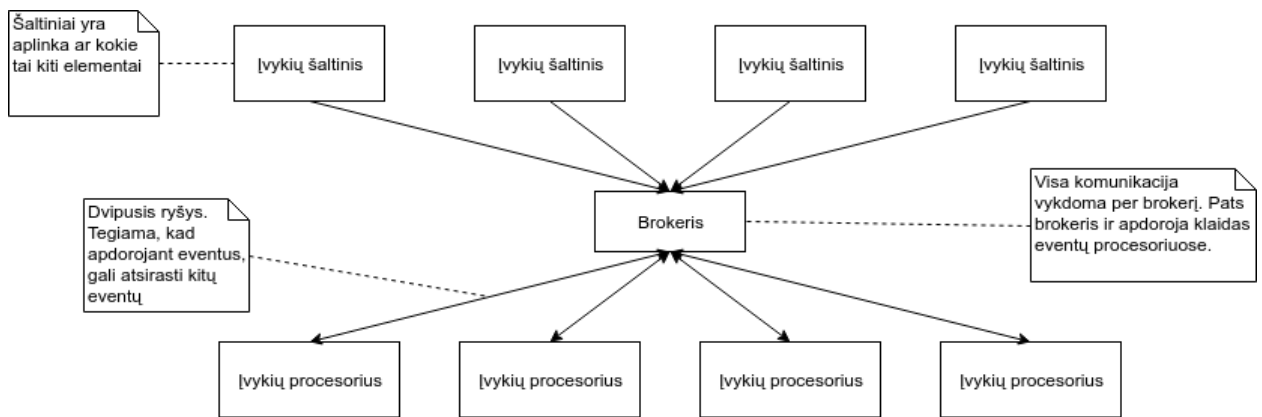 Šaltiniai yra
aplinka ar kokie
tai kiti elementai
Įvykių šaltinis
Įvykių šaltinis
Įvykių šaltinis
Įvykių šaltinis
Dvipusis ryšys.
Tegiama, kad
apdorojant eventus,
gali atsirasti kitų
eventų
Brokeris
Visa komunikacija
vykdoma per brokerį. Pats
brokeris ir apdoroja klaidas
eventų procesoriuose.
Įvykių procesorius
Įvykių procesorius
Įvykių procesorius
Įvykių procesorius